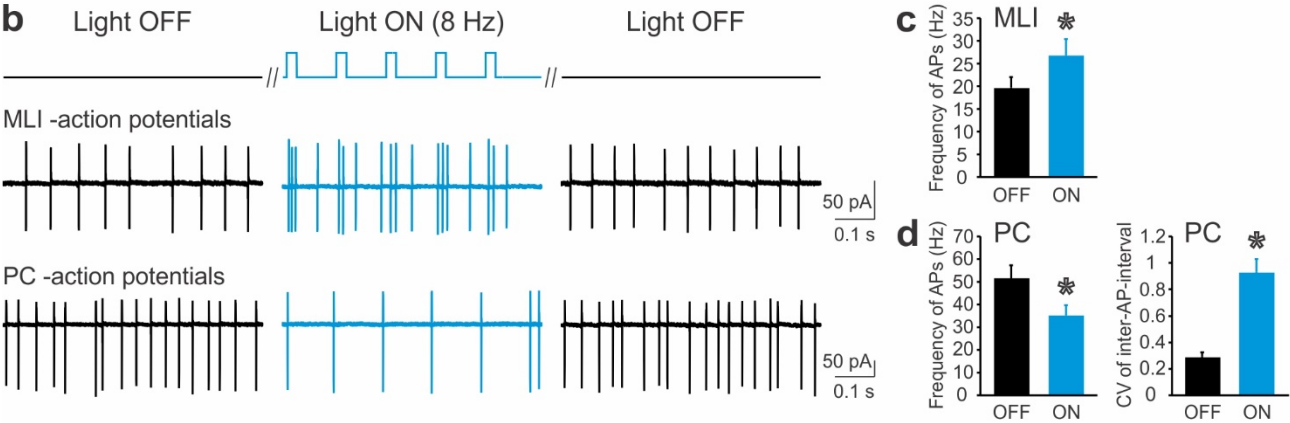 b
Light OFF
Light ON (8 Hz)
Light OFF
//
//
MLI -action potentials
50 pA
0.1 s
PC -action potentials
50 pA
0.1 s
c
MLI
*
Frequency of APs (Hz)
35
30
25
20
15
10
5
0
OFF
ON
d
PC
*
Frequency of APs (Hz)
70
60
50
40
30
20
10
0
OFF
ON
PC
*
CV of inter-AP-interval
1.2
1
0.8
0.6
0.4
0.2
0
OFF
ON